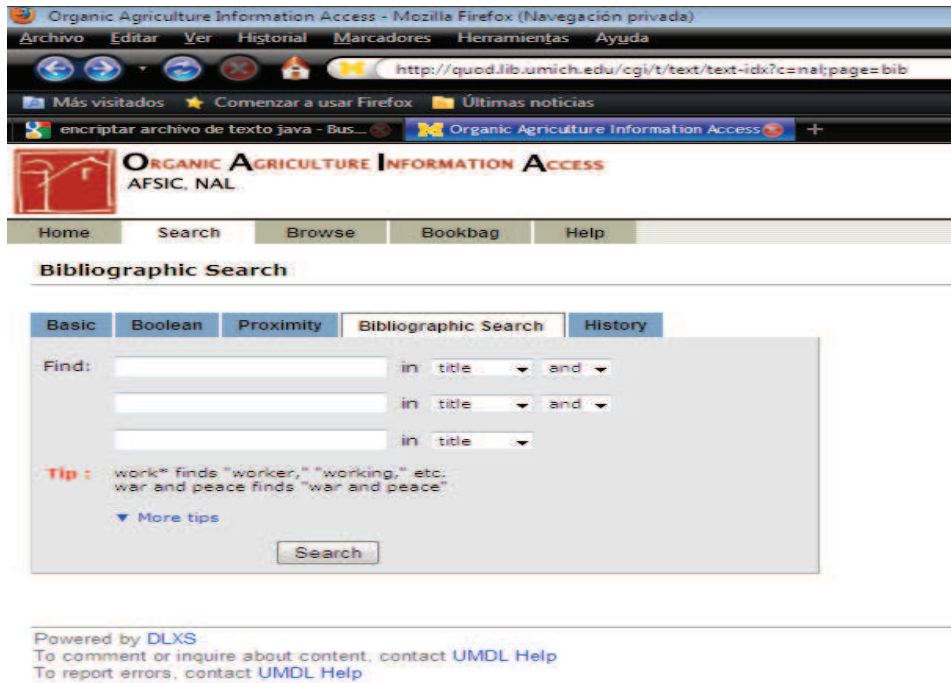 Organic Agriculture Information Access - Mozilla Firefox (Navegación privada)
Archivo Editar Ver Historial Marcadores Herramientas Ayuda
http://quod.lib.umich.edu/cgi/t/text/text-idx?c=nal;page=bib
Más visitados Comenzar a usar Firefox Últimas noticias
encriptar archivo de texto java - Bus... Organic Agriculture Information Access
ORGANIC AGRICULTURE INFORMATION ACCESS
AFSIC, NAL
Home Search Browse Bookbag Help
Bibliographic Search
Basic Boolean Proximity Bibliographic Search History
Find: in title and
in title and
in title
Tip : work* finds "worker," "working," etc.
war and peace finds "war and peace"
More tips
Search
Powered by DLXS
To comment or inquire about content, contact UMDL Help
To report errors, contact UMDL Help